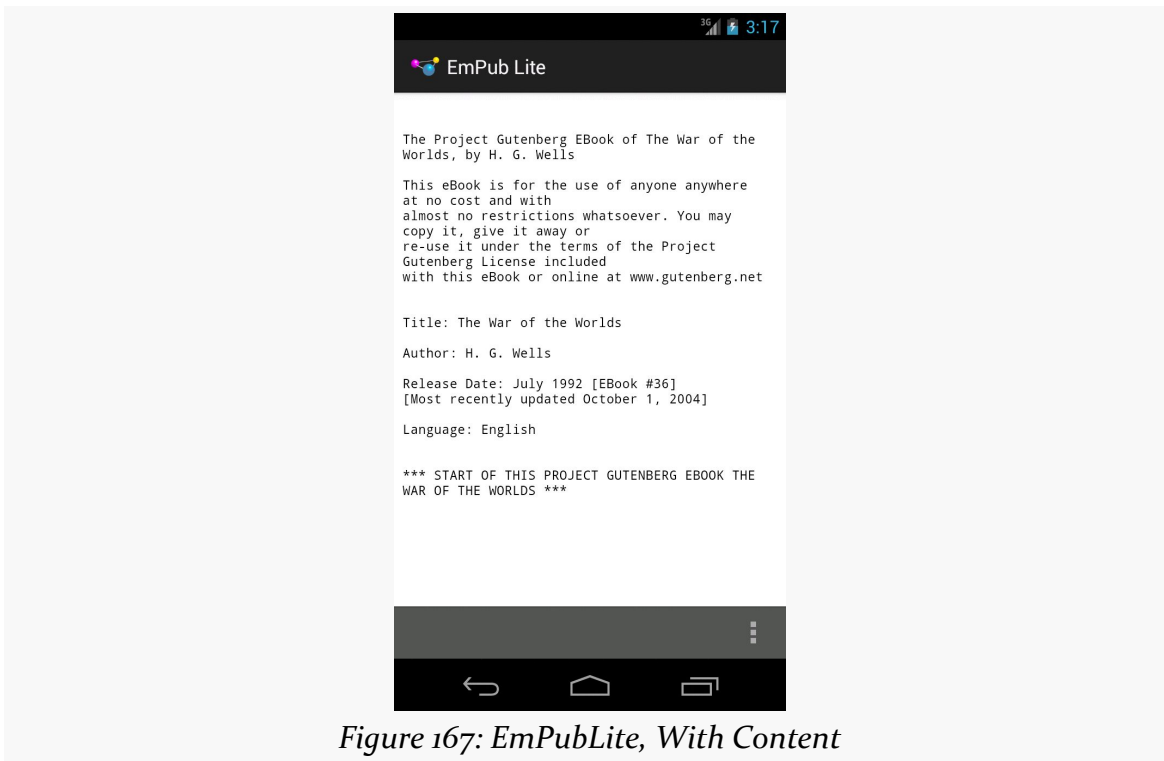 3G 3:17
EmPub Lite
The Project Gutenberg EBook of The War of the
Worlds, by H. G. Wells
This eBook is for the use of anyone anywhere
at no cost and with
almost no restrictions whatsoever. You may
copy it, give it away or
re-use it under the terms of the Project
Gutenberg License included
with this eBook or online at www.gutenberg.net
Title: The War of the Worlds
Author: H. G. Wells
Release Date: July 1992 [EBook #36]
[Most recently updated October 1, 2004]
Language: English
*** START OF THIS PROJECT GUTENBERG EBOOK THE
WAR OF THE WORLDS ***
Figure 167: EmPubLite, With Content